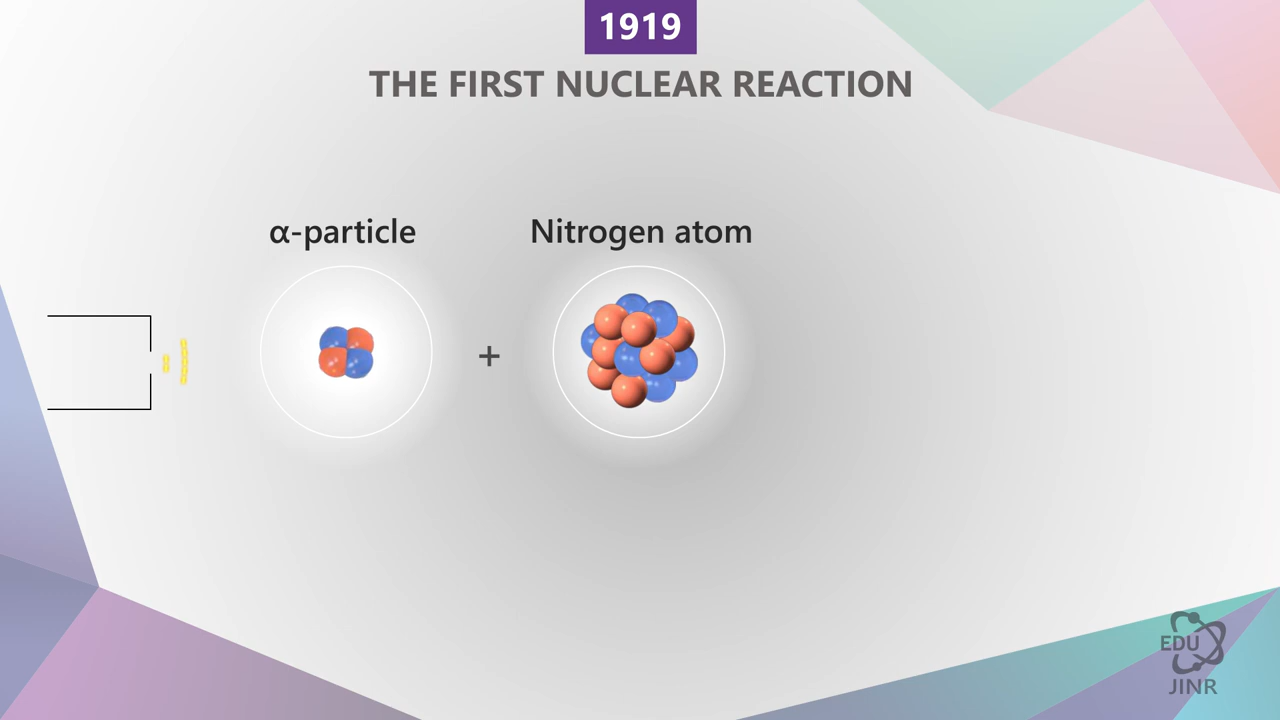 1919
THE FIRST NUCLEAR REACTION
α-particle
Nitrogen atom
+
EDU
JINR